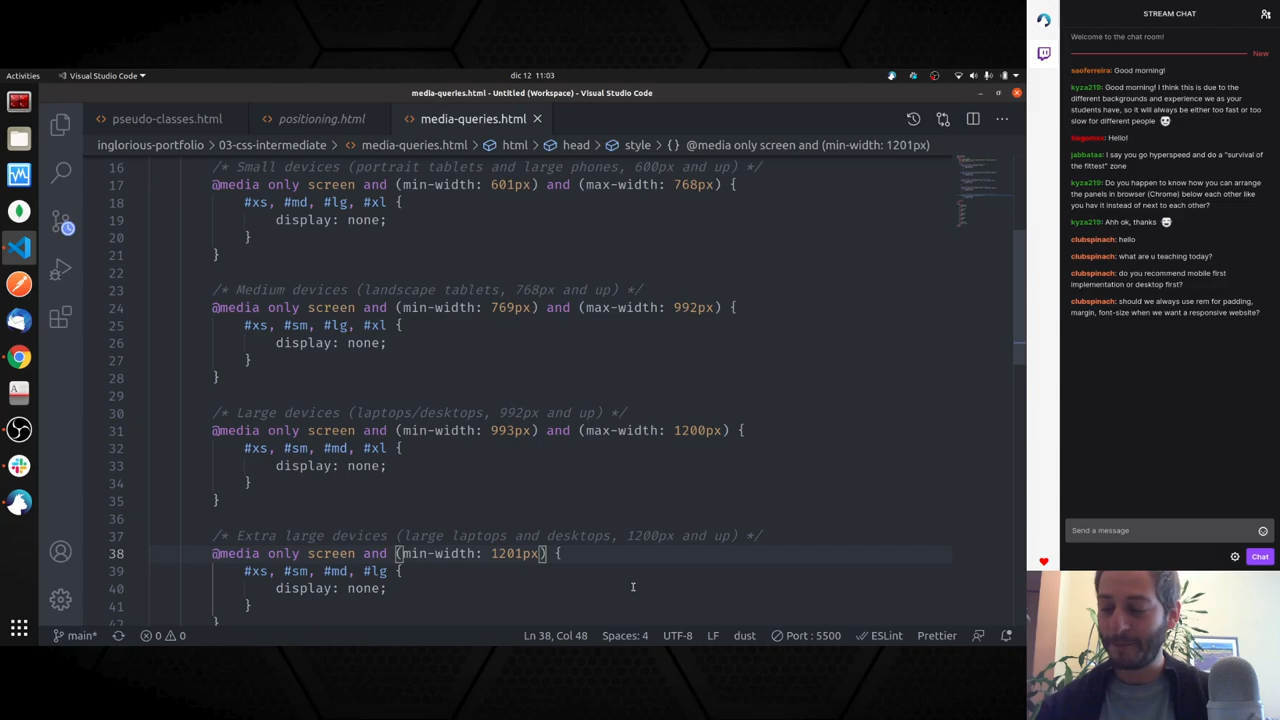 Activities
Visual Studio Code
dic 12 11:03
media-queries.html - Untitled (Workspace) - Visual Studio Code
pseudo-classes.html
positioning.html
media-queries.html
inglorious-portfolio
03-css-intermediate
html
head
style
@media only screen and (min-width: 1201px)
16 /* Small devices (portrait tablets and large phones, 600px and up) */
17 @media only screen and (min-width: 601px) and (max-width: 768px) {
18 #xs, #md, #lg, #xl {
19 display: none;
20 }
21 }
22
23 /* Medium devices (landscape tablets, 768px and up) */
24 @media only screen and (min-width: 769px) and (max-width: 992px) {
25 #xs, #sm, #lg, #xl {
26 display: none;
27 }
28 }
29
30 /* Large devices (laptops/desktops, 992px and up) */
31 @media only screen and (min-width: 993px) and (max-width: 1200px) {
32 #xs, #sm, #md, #xl {
33 display: none;
34 }
35 }
36
37 /* Extra large devices (large laptops and desktops, 1200px and up) */
38 @media only screen and (min-width: 1201px) {
39 #xs, #sm, #md, #lg {
40 display: none;
41 }
42 }
main*
0 0
Ln 38, Col 48
Spaces: 4
UTF-8
LF
dust
Port : 5500
ESLint
Prettier
STREAM CHAT
Welcome to the chat room!
New
saoferreira: Good morning!
kyza219: Good morning! I think this is due to the
different backgrounds and experience we as your
students have, so it will always be either too fast or too
slow for different people
Hello!
jabbataa: I say you go hyperspeed and do a "survival of
the fittest" zone
kyza219: Do you happen to know how you can arrange
the panels in browser (Chrome) below each other like
you hav it instead of next to each other?
kyza219: Ahh ok, thanks
clubspinach: hello
clubspinach: what are u teaching today?
clubspinach: do you recommend mobile first
implementation or desktop first?
clubspinach: should we always use rem for padding,
margin, font-size when we want a responsive website?
Send a message
Chat